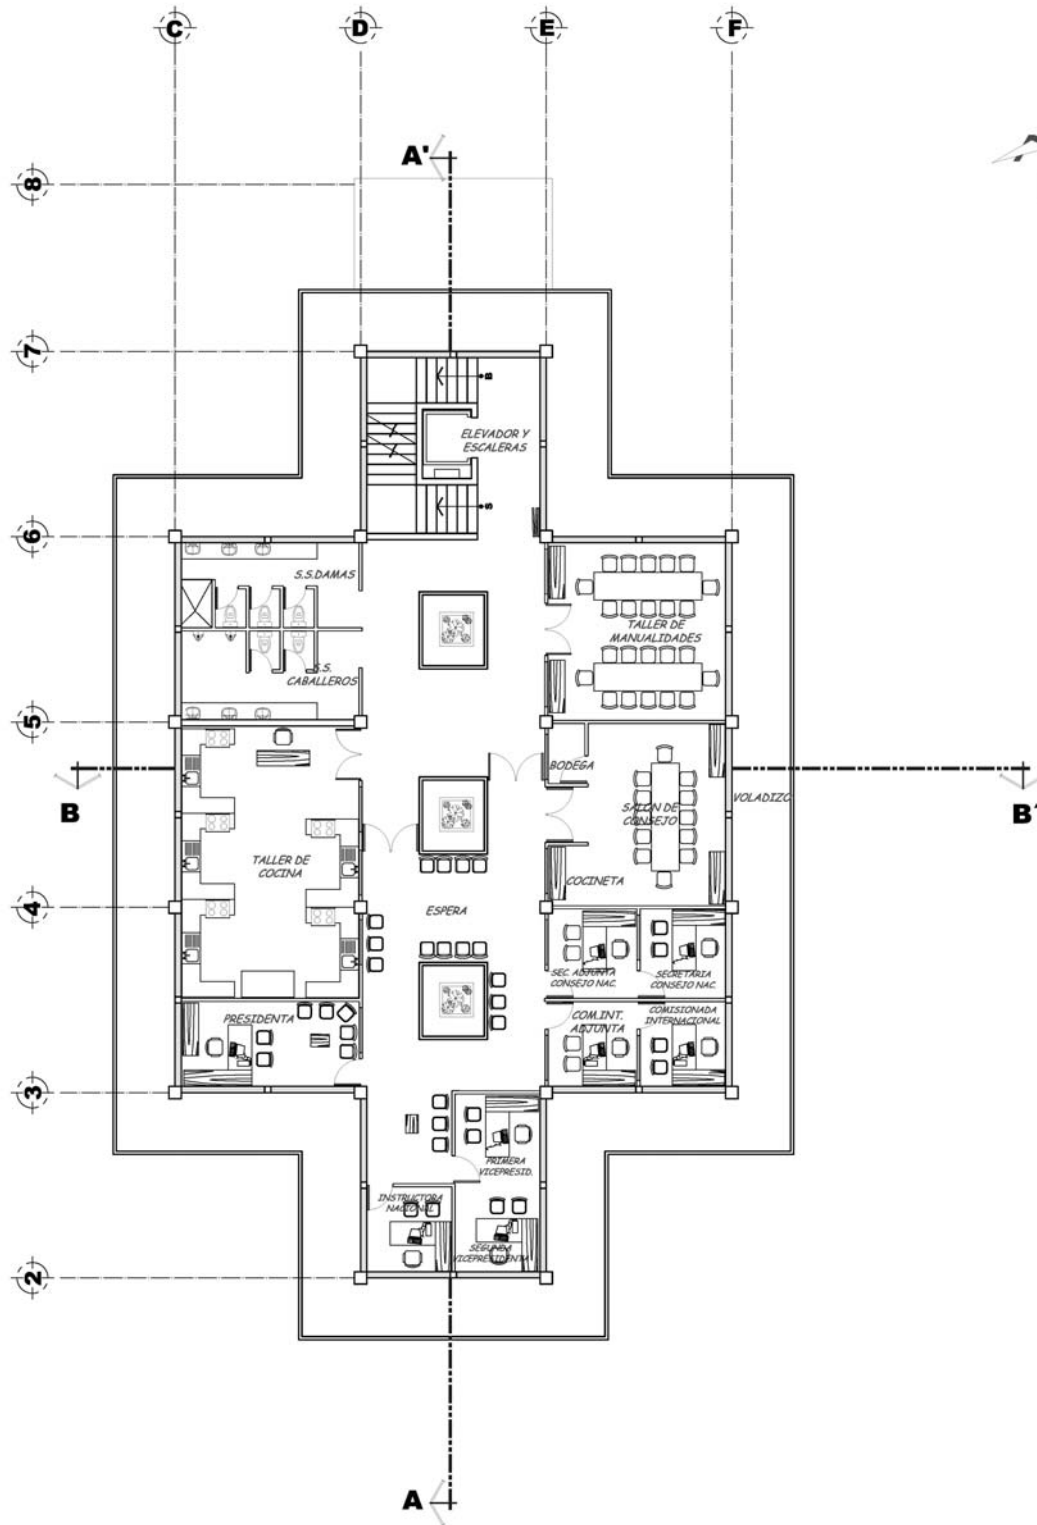 C
D
E
F
A'
8
7
B
ELEVADOR Y
ESCALERAS
S
6
S.S.DAMAS
TALLER DE
MANUALIDADES
S.S.
CABALLEROS
5
BODEGA
B
B'
VOLADIZO
SALON DE
CONSEJO
TALLER DE
COCINA
COCINETA
4
ESPERA
SEC. ADJUNTA
CONSEJO NAC.
SECRETARIA
CONSEJO NAC.
PRESIDENTA
COM.INT.
ADJUNTA
COMISIONADA
INTERNACIONAL
3
PRIMERA
VICEPRESID.
INSTRUCTORA
NACIONAL
SEGUNDA
VICEPRESIDENTA
2
A